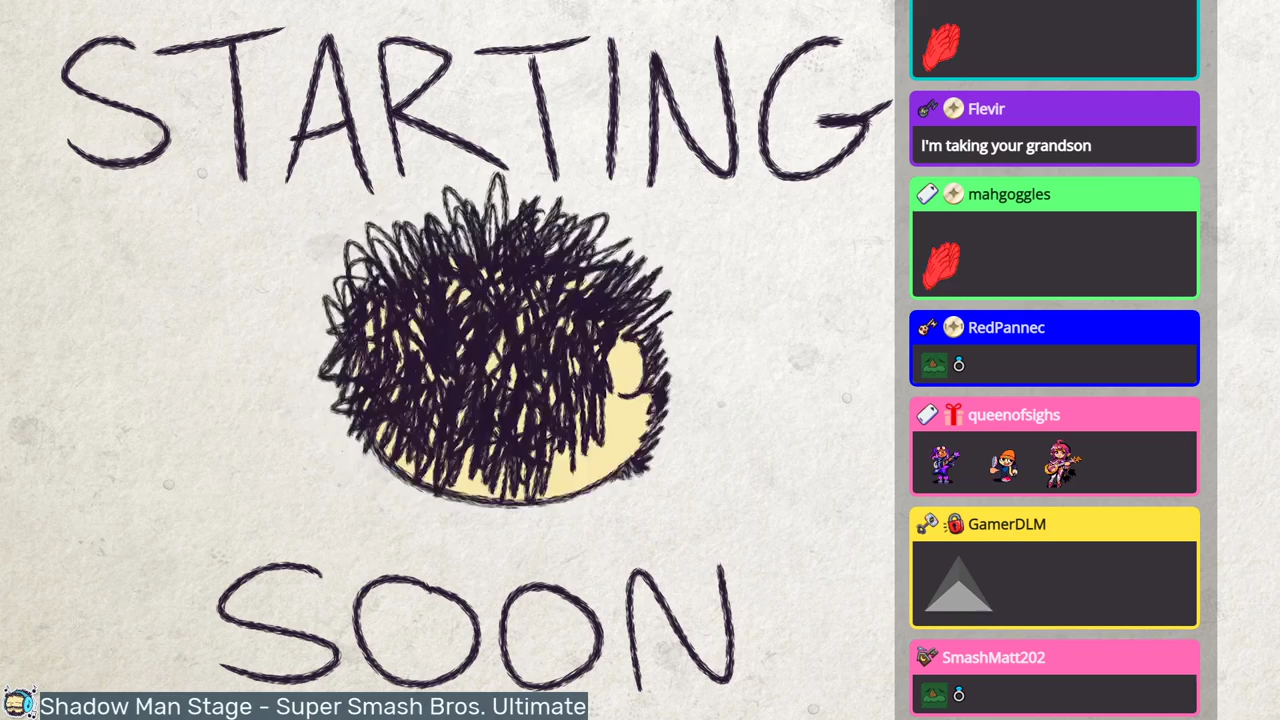 STARTING
SOON
Flevir
I'm taking your grandson
mahgoggles
RedPannec
queenofsighs
GamerDLM
SmashMatt202
Shadow Man Stage - Super Smash Bros. Ultimate